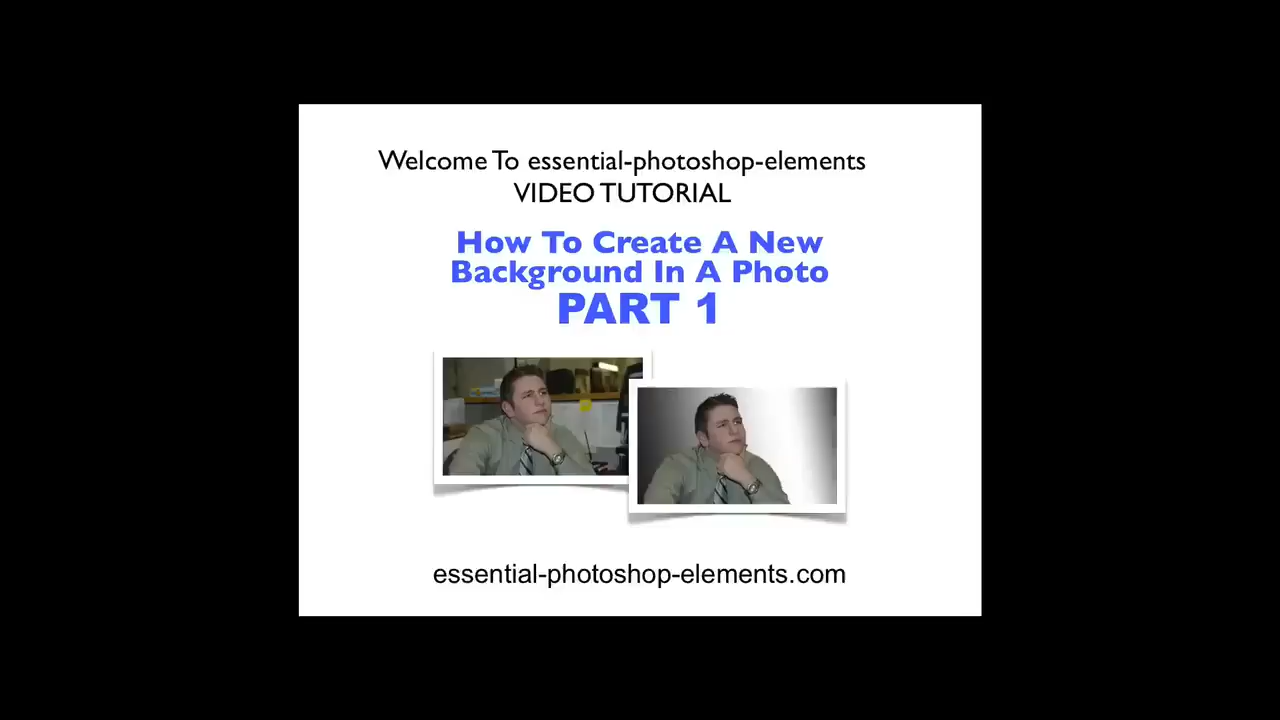 Welcome To essential-photoshop-elements
VIDEO TUTORIAL
How To Create A New
Background In A Photo
PART 1
essential-photoshop-elements.com